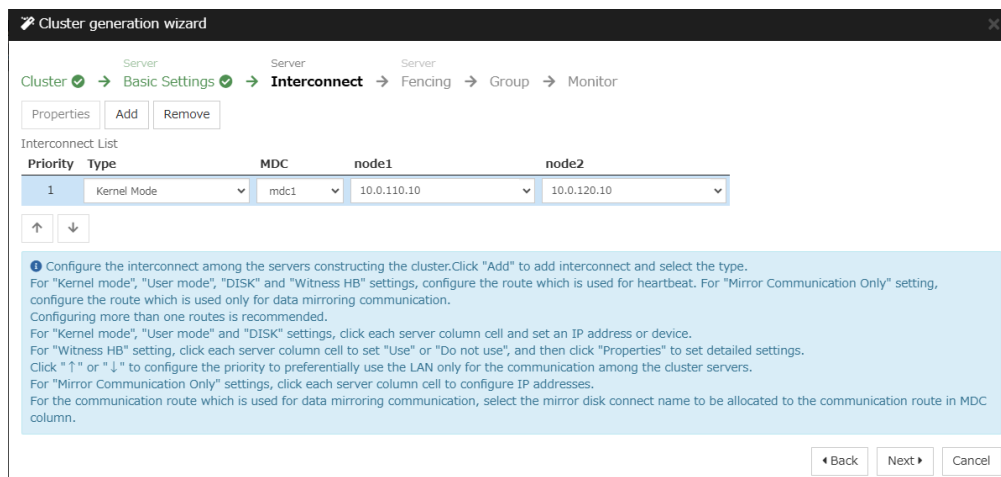 Cluster generation wizard
Server Server Server
Cluster → Basic Settings → Interconnect → Fencing → Group → Monitor
Properties Add Remove
Interconnect List
Priority Type MDC node1 node2
1 Kernel Mode mdc1 10.0.110.10 10.0.120.10
↑ ↓
Configure the interconnect among the servers constructing the cluster.Click "Add" to add interconnect and select the type.
For "Kernel mode", "User mode", "DISK" and "Witness HB" settings, configure the route which is used for heartbeat. For "Mirror Communication Only" setting,
configure the route which is used only for data mirroring communication.
Configuring more than one routes is recommended.
For "Kernel mode", "User mode" and "DISK" settings, click each server column cell and set an IP address or device.
For "Witness HB" setting, click each server column cell to set "Use" or "Do not use", and then click "Properties" to set detailed settings.
Click "↑" or "↓" to configure the priority to preferentially use the LAN only for the communication among the cluster servers.
For "Mirror Communication Only" settings, click each server column cell to configure IP addresses.
For the communication route which is used for data mirroring communication, select the mirror disk connect name to be allocated to the communication route in MDC
column.
Back Next Cancel